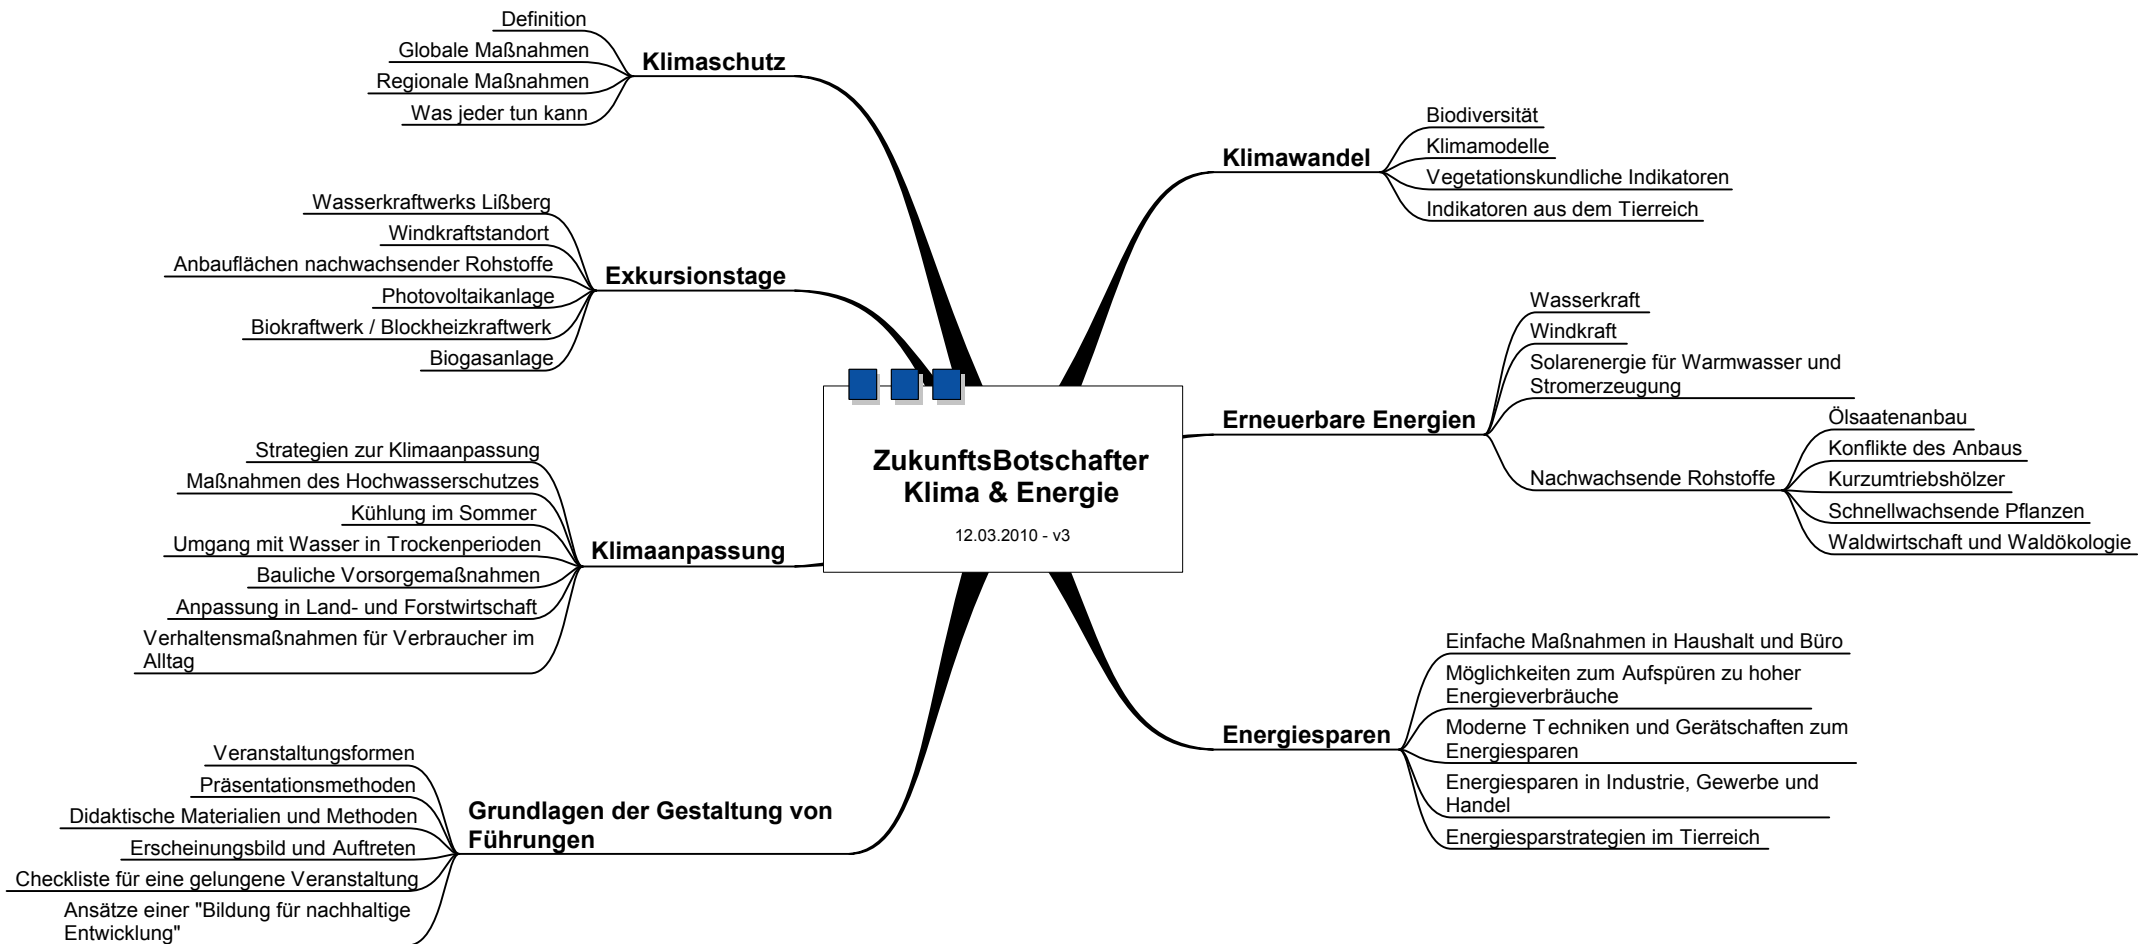 Definition
Globale Maßnahmen
Regionale Maßnahmen
Was jeder tun kann
Klimaschutz
Wasserkraftwerks Lißberg
Windkraftstandort
Anbauflächen nachwachsender Rohstoffe
Photovoltaikanlage
Biokraftwerk / Blockheizkraftwerk
Biogasanlage
Exkursionstage
Strategien zur Klimaanpassung
Maßnahmen des Hochwasserschutzes
Kühlung im Sommer
Umgang mit Wasser in Trockenperioden
Bauliche Vorsorgemaßnahmen
Anpassung in Land- und Forstwirtschaft
Verhaltensmaßnahmen für Verbraucher im
Alltag
Klimaanpassung
Veranstaltungsformen
Präsentationsmethoden
Didaktische Materialien und Methoden
Erscheinungsbild und Auftreten
Checkliste für eine gelungene Veranstaltung
Ansätze einer "Bildung für nachhaltige
Entwicklung"
Grundlagen der Gestaltung von
Führungen
ZukunftsBotschafter
Klima & Energie
12.03.2010 - v3
Klimawandel
Biodiversität
Klimamodelle
Vegetationskundliche Indikatoren
Indikatoren aus dem Tierreich
Erneuerbare Energien
Wasserkraft
Windkraft
Solarenergie für Warmwasser und
Stromerzeugung
Nachwachsende Rohstoffe
Ölsaatenanbau
Konflikte des Anbaus
Kurzumtriebshölzer
Schnellwachsende Pflanzen
Waldwirtschaft und Waldökologie
Energiesparen
Einfache Maßnahmen in Haushalt und Büro
Möglichkeiten zum Aufspüren zu hoher
Energieverbräuche
Moderne Techniken und Gerätschaften zum
Energiesparen
Energiesparen in Industrie, Gewerbe und
Handel
Energiesparstrategien im Tierreich